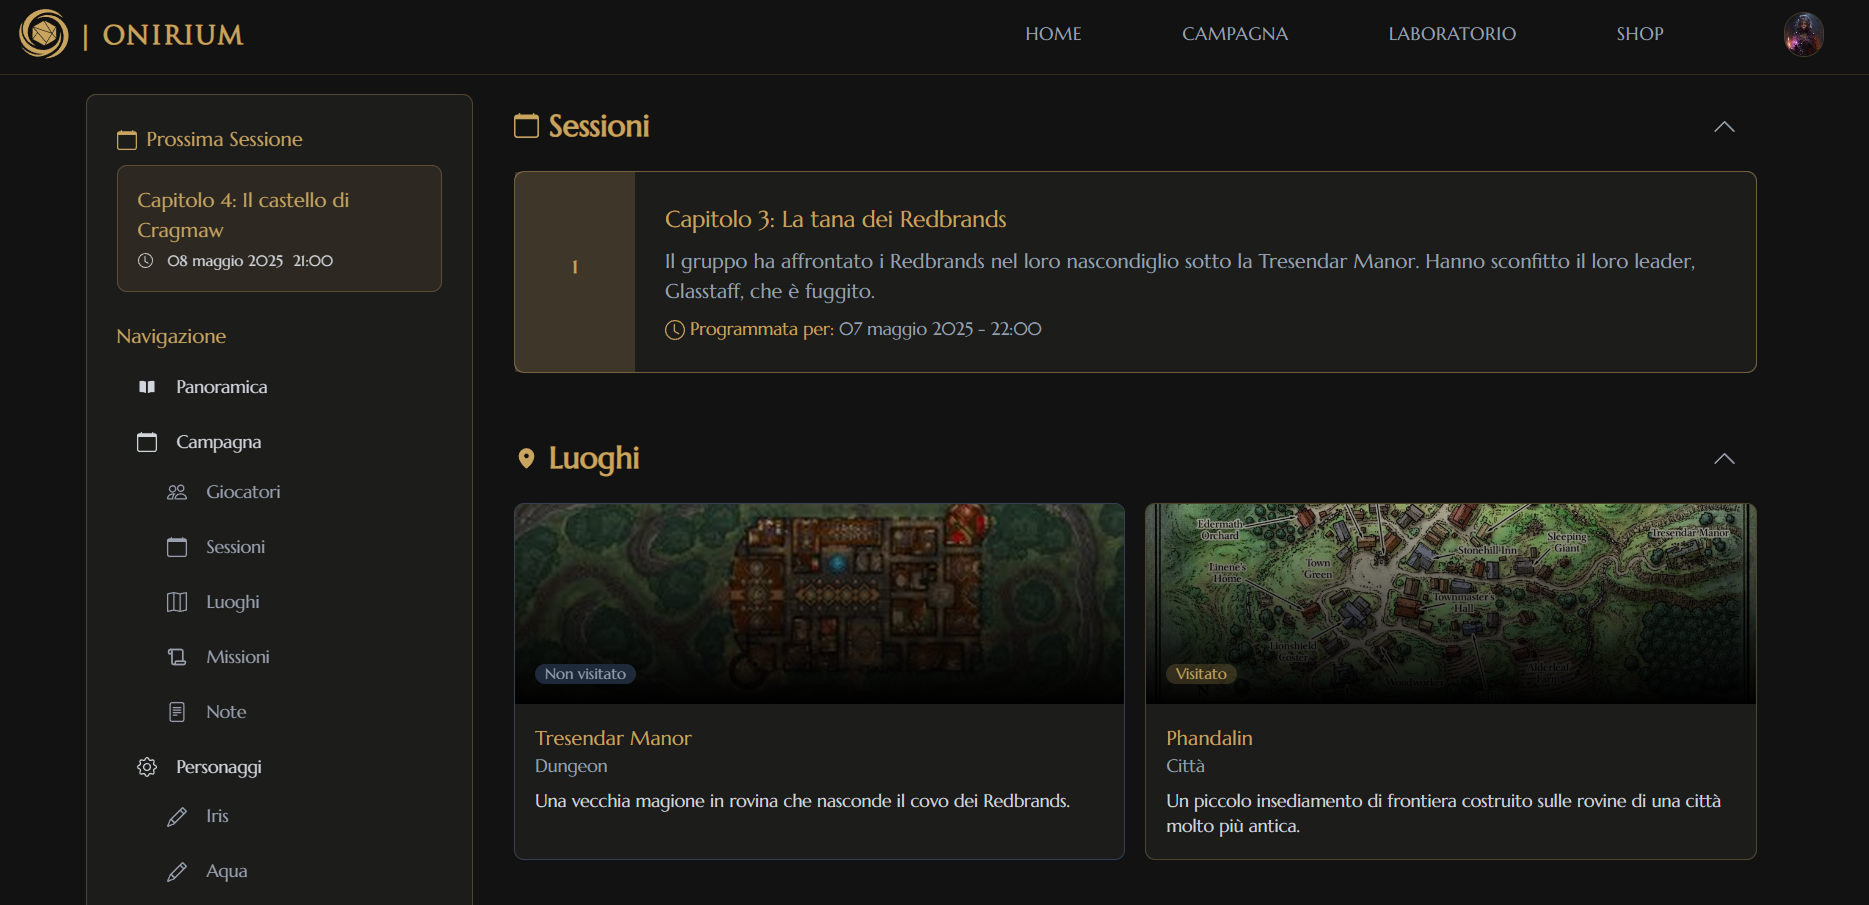 | ONIRIUM
HOME
CAMPAGNA
LABORATORIO
SHOP
Prossima Sessione
Capitolo 4: Il castello di
Cragmaw
08 maggio 2025 21:00
Navigazione
Panoramica
Campagna
Giocatori
Sessioni
Luoghi
Missioni
Note
Personaggi
Iris
Aqua
Sessioni
1
Capitolo 3: La tana dei Redbrands
Il gruppo ha affrontato i Redbrands nel loro nascondiglio sotto la Tresendar Manor. Hanno sconfitto il loro leader,
Glasstaff, che è fuggito.
Programmata per: 07 maggio 2025 - 22:00
Luoghi
Non visitato
Tresendar Manor
Dungeon
Una vecchia magione in rovina che nasconde il covo dei Redbrands.
Edermath
Orchard
Linene's
Home
Town
Green
Stonehill Inn
Sleeping
Giant
Tresendar Manor
Townmaster's
Hall
Lionshield
Coster
Alderleaf
Visitato
Phandalin
Città
Un piccolo insediamento di frontiera costruito sulle rovine di una città
molto più antica.